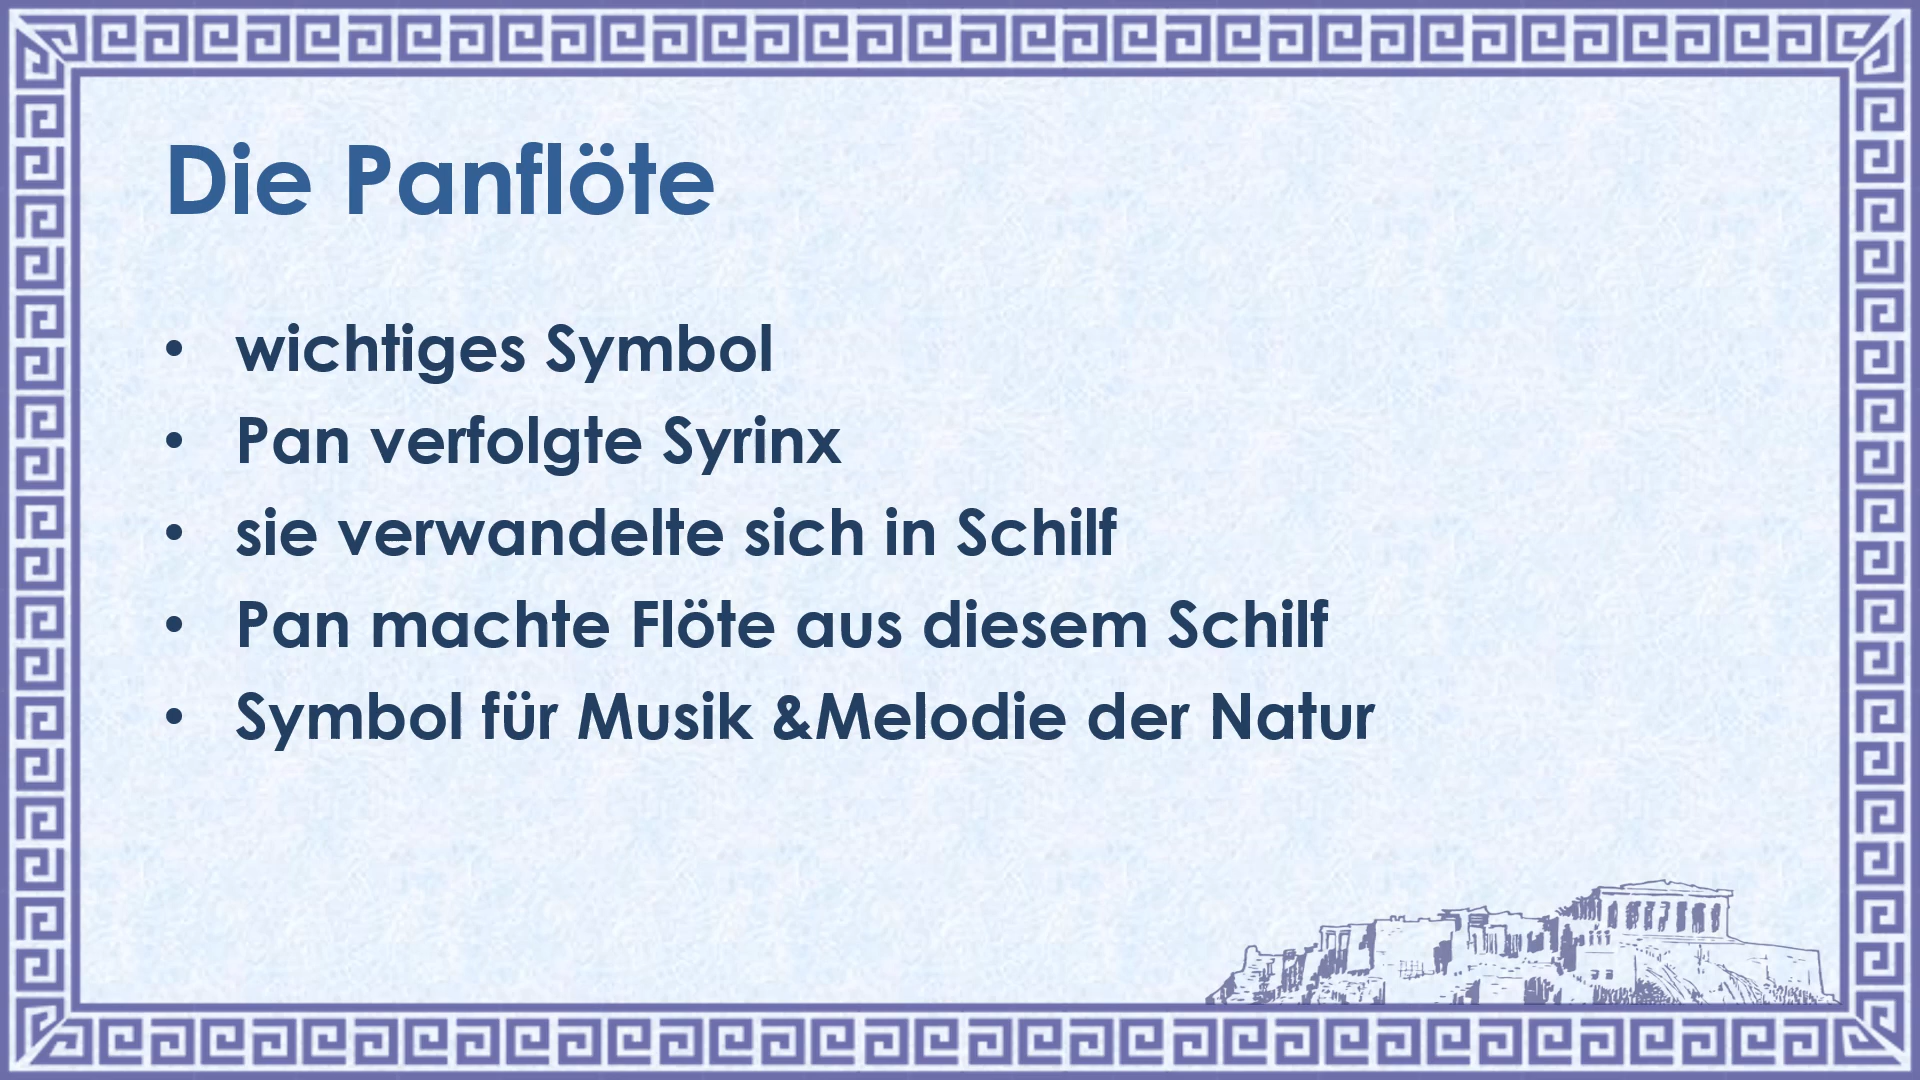 Die Panflöte
• wichtiges Symbol
• Pan verfolgte Syrinx
• sie verwandelte sich in Schilf
• Pan machte Flöte aus diesem Schilf
• Symbol für Musik &Melodie der Natur